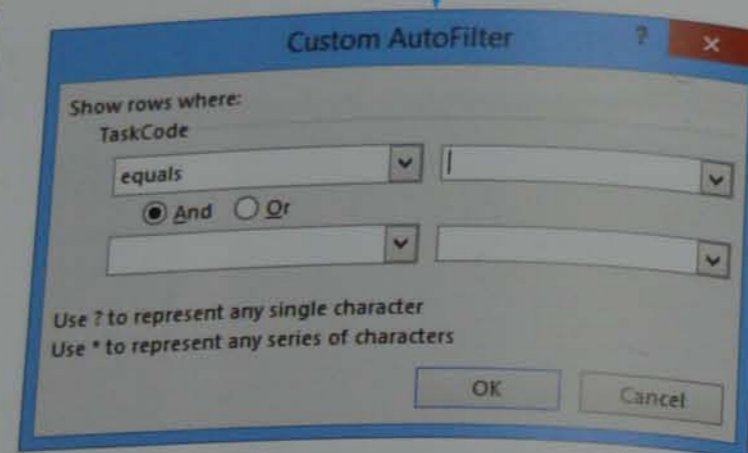 Custom AutoFilter ? ×
Show rows where:
TaskCode
equals
And Or
Use ? to represent any single character
Use * to represent any series of characters
OK Cancel